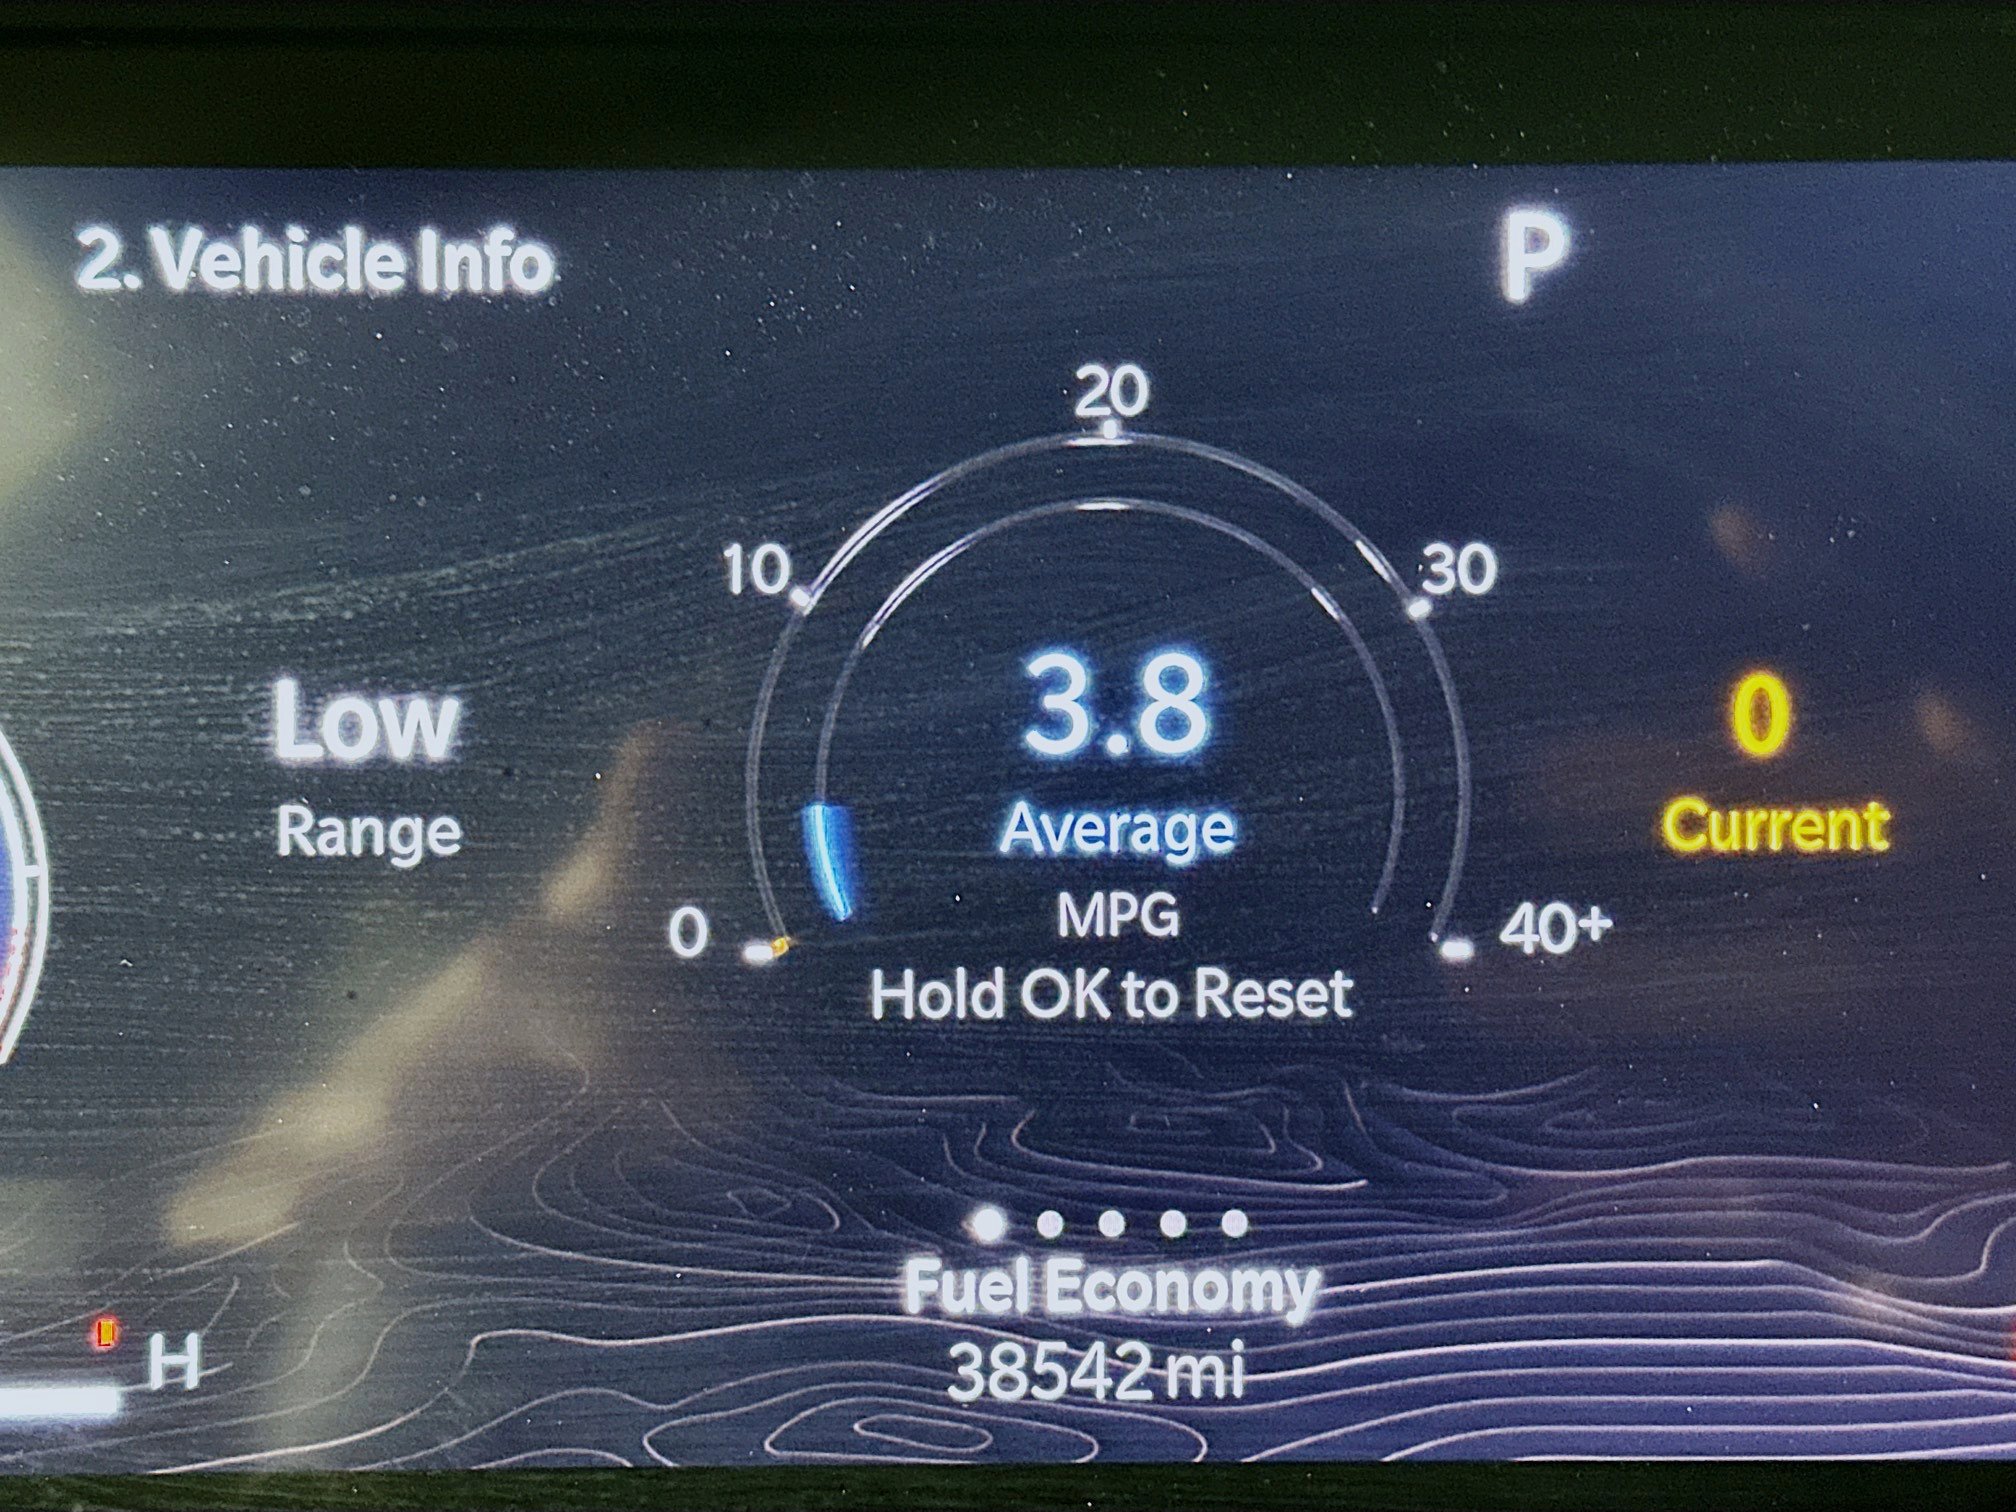 2. Vehicle Info
P
20
10
30
3.8
Low
0
Average
Range
Current
MPG
0
40+
Hold OK to Reset
Fuel Economy
38542 mi
H